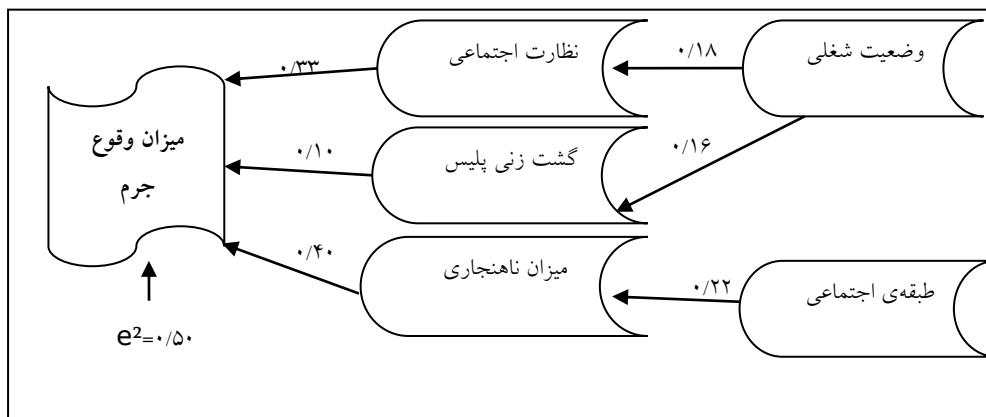 وضعیت شغلی
۰/۱۸
نظارت اجتماعی
۰/۳۳
۰/۱۶
گشت زنی پلیس
۰/۱۰
میزان وقوع
جرم
طبقه‌ی اجتماعی
۰/۲۲
میزان ناهنجاری
۰/۴۰
e²=۰/۵۰